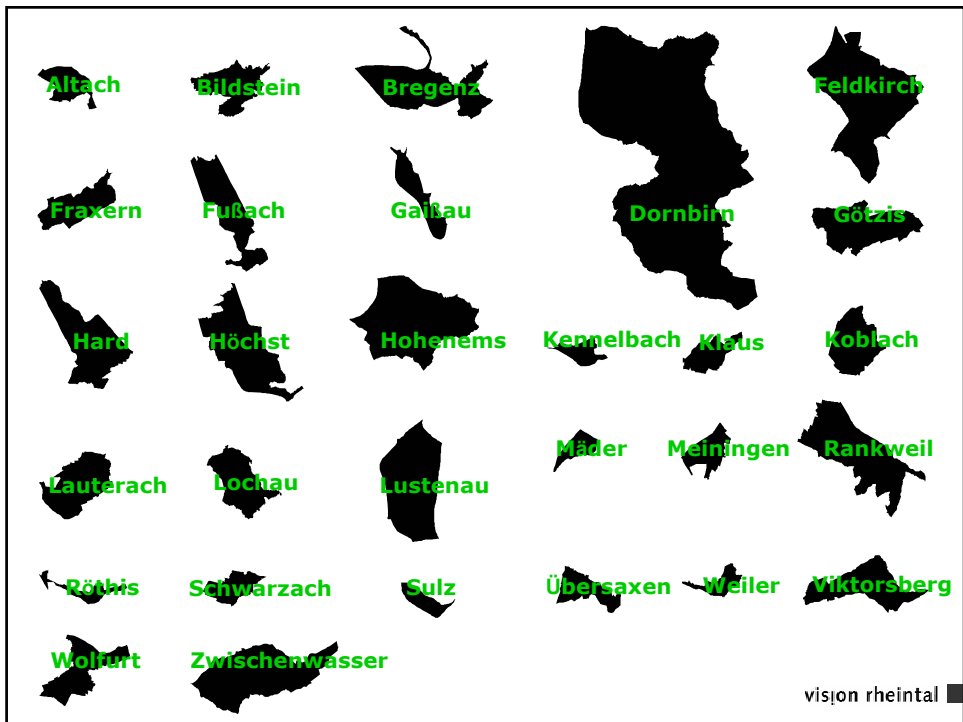 Altach Bildstein Bregenz Feldkirch
Fraxern Fußach Gaißau Dornbirn Götzis
Hard Höchst Hohenems Kennelbach Klaus Koblach
Mäder Meiningen Rankweil
Lauterach Lochau Lustenau
Röthis Schwarzach Sulz Übersaxen Weiler Viktorsberg
Wolfurt Zwischenwasser
vision rheintal